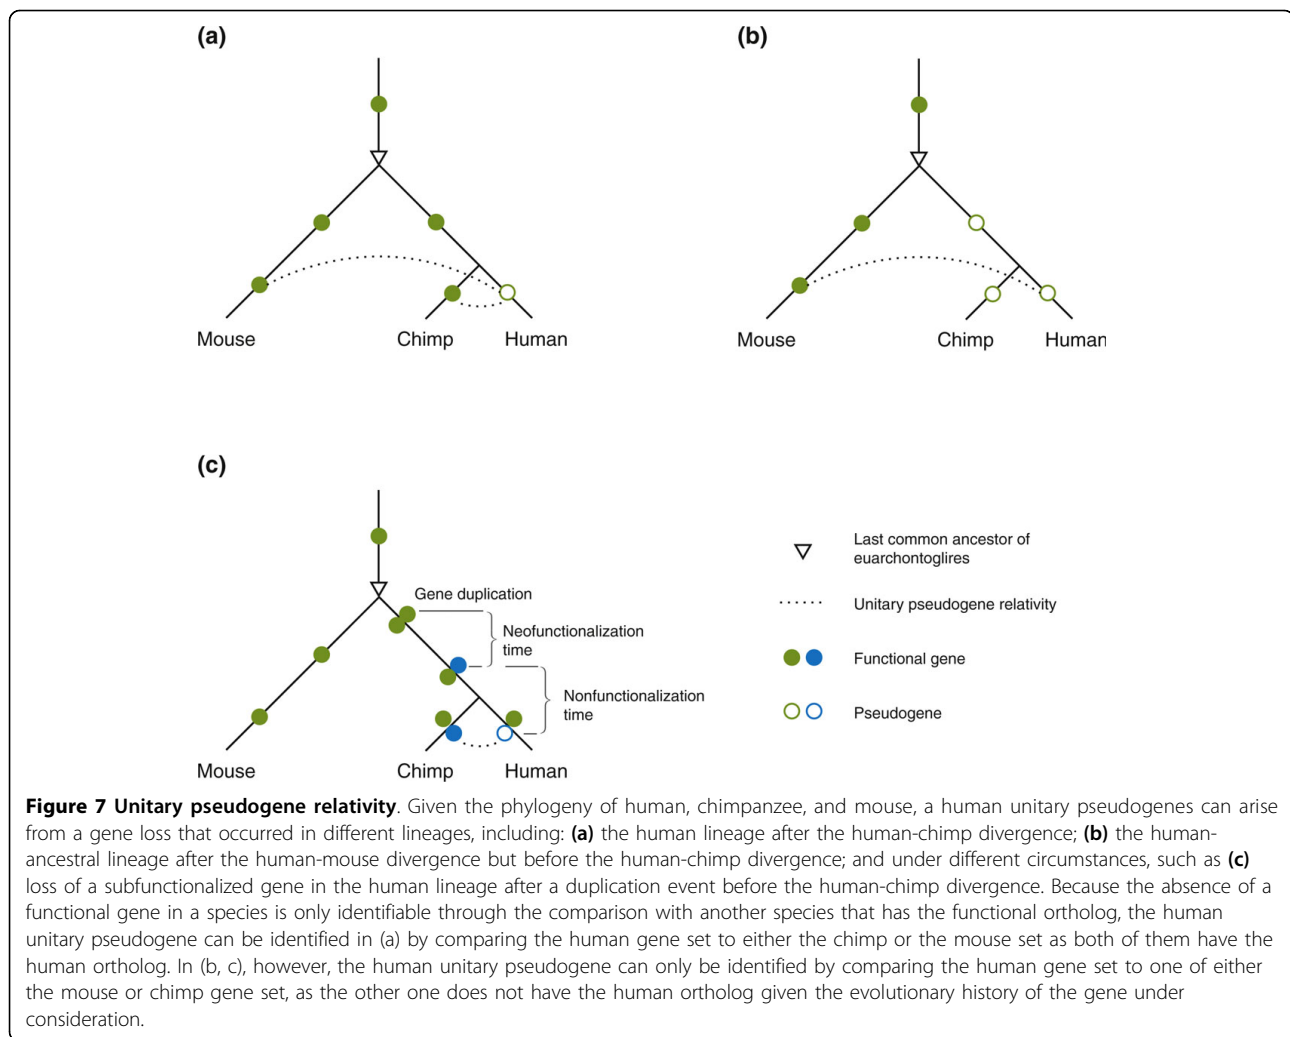 (a)
Mouse
Chimp
Human
(b)
Mouse
Chimp
Human
(c)
Gene duplication
Neofunctionalization
time
Nonfunctionalization
time
Mouse
Chimp
Human
Last common ancestor of
euarchontoglires
Unitary pseudogene relativity
Functional gene
Pseudogene
Figure 7 Unitary pseudogene relativity. Given the phylogeny of human, chimpanzee, and mouse, a human unitary pseudogenes can arise
from a gene loss that occurred in different lineages, including: (a) the human lineage after the human-chimp divergence; (b) the human-
ancestral lineage after the human-mouse divergence but before the human-chimp divergence; and under different circumstances, such as (c)
loss of a subfunctionalized gene in the human lineage after a duplication event before the human-chimp divergence. Because the absence of a
functional gene in a species is only identifiable through the comparison with another species that has the functional ortholog, the human
unitary pseudogene can be identified in (a) by comparing the human gene set to either the chimp or the mouse set as both of them have the
human ortholog. In (b, c), however, the human unitary pseudogene can only be identified by comparing the human gene set to one of either
the mouse or chimp gene set, as the other one does not have the human ortholog given the evolutionary history of the gene under
consideration.